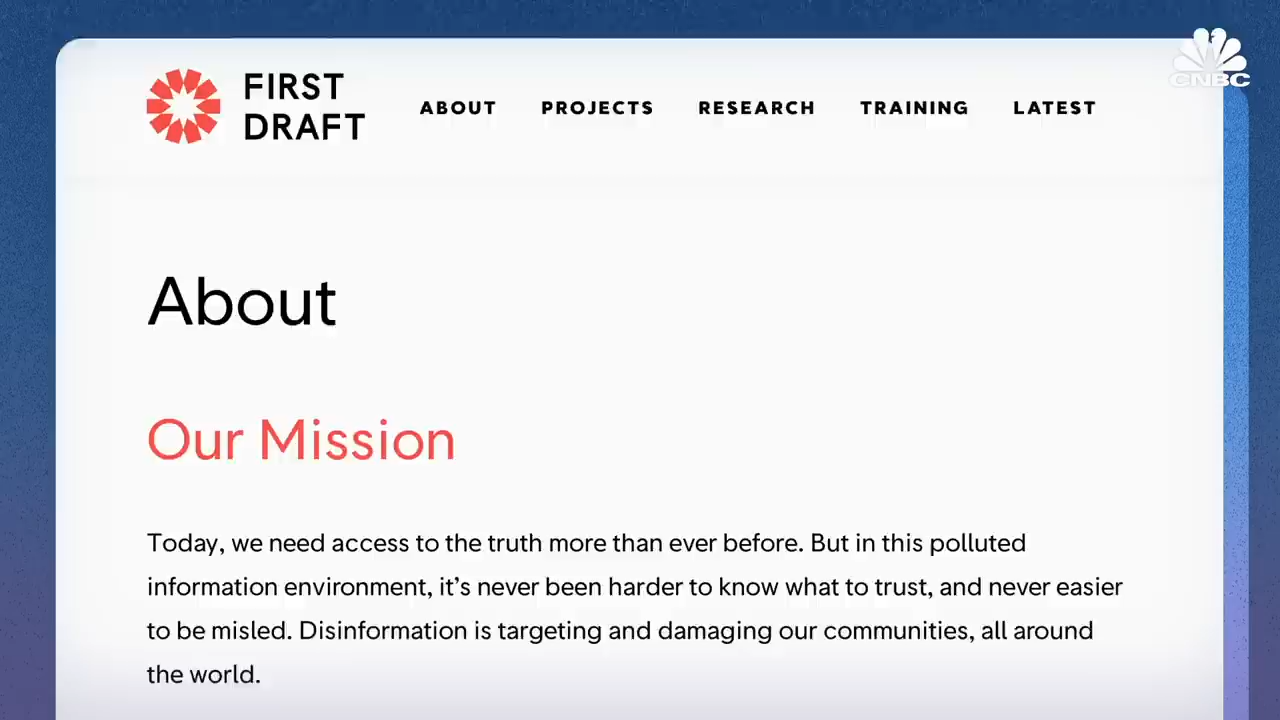 CNBC
FIRST
DRAFT
ABOUT PROJECTS RESEARCH TRAINING LATEST
About
Our Mission
Today, we need access to the truth more than ever before. But in this polluted
information environment, it’s never been harder to know what to trust, and never easier
to be misled. Disinformation is targeting and damaging our communities, all around
the world.